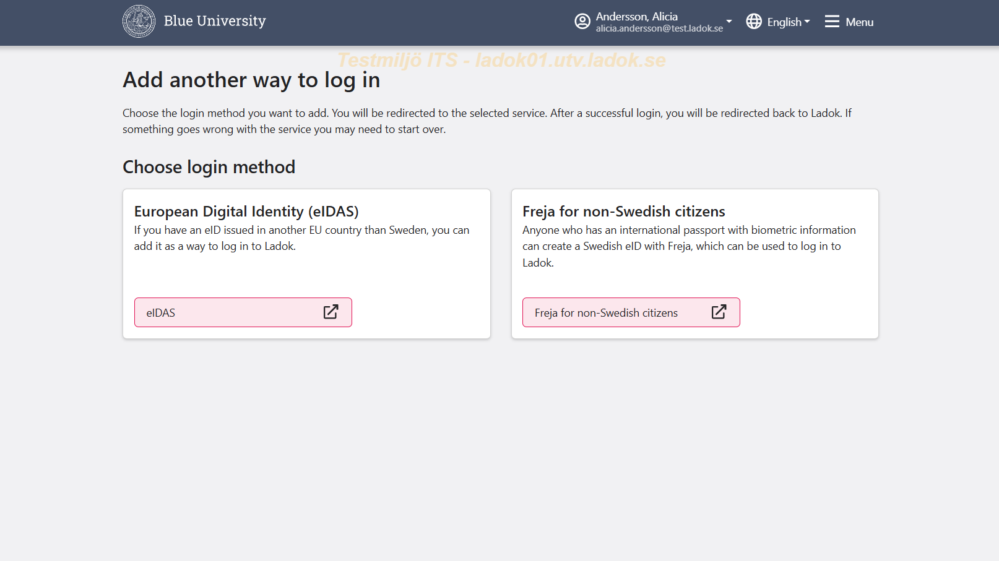 Blue University
Andersson, Alicia
alicia.andersson@test.ladok.se
English
Menu
Testmiljö ITS - ladok01.utv.ladok.se
Add another way to log in
Choose the login method you want to add. You will be redirected to the selected service. After a successful login, you will be redirected back to Ladok. If
something goes wrong with the service you may need to start over.
Choose login method
European Digital Identity (eIDAS)
If you have an eID issued in another EU country than Sweden, you can
add it as a way to log in to Ladok.
eIDAS
Freja for non-Swedish citizens
Anyone who has an international passport with biometric information
can create a Swedish eID with Freja, which can be used to log in to
Ladok.
Freja for non-Swedish citizens